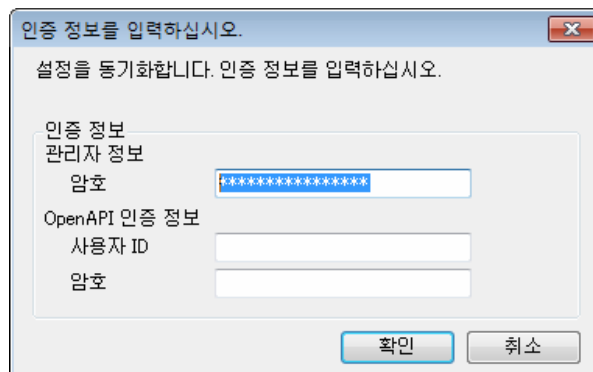 인증 정보를 입력하십시오.
설정을 동기화합니다. 인증 정보를 입력하십시오.
인증 정보
관리자 정보
암호 ****************
OpenAPI 인증 정보
사용자 ID
암호
확인 취소